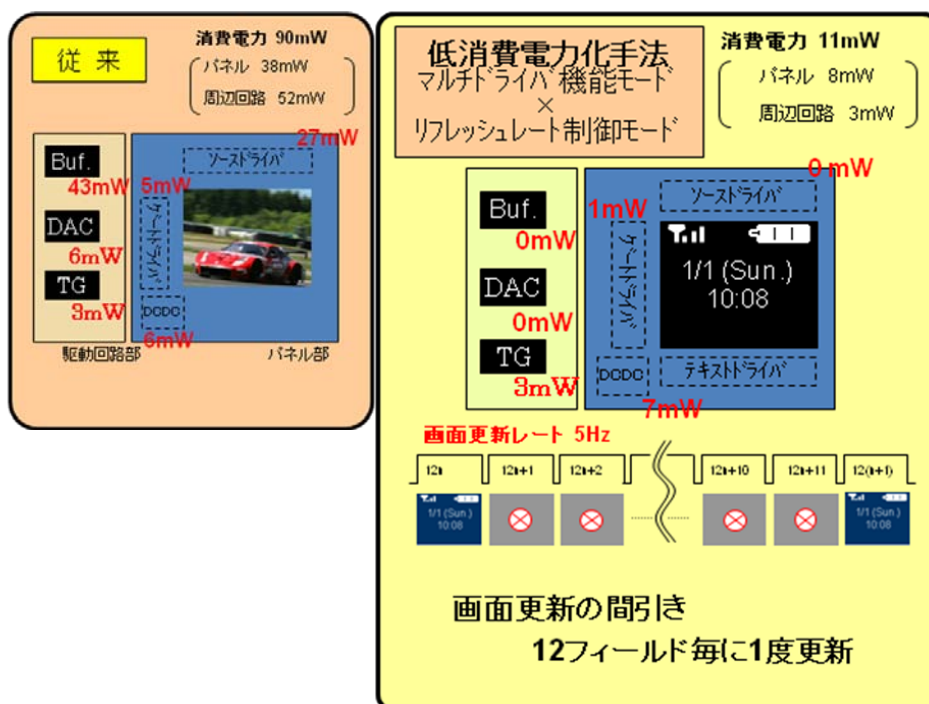 従 来
消費電力 90mW
パネル 38mW
周辺回路 52mW
27mW
ソースドライバ
Buf.
43mW
5mW
ゲートドライバ
DAC
6mW
TG
3mW
DCDC
6mW
駆動回路部
パネル部
低消費電力化手法
マルチドライバ機能モード
×
リフレッシュレート制御モード
消費電力 11mW
パネル 8mW
周辺回路 3mW
0mW
ソースドライバ
Buf.
0mW
1mW
ゲートドライバ
1/1 (Sun.)
10:08
DAC
0mW
TG
3mW
DCDC
テキストドライバ
7mW
画面更新レート 5Hz
12n
12n+1
12n+2
12n+10
12n+11
12(n+1)
1/1 (Sun.)
10:08
1/1 (Sun.)
10:08
画面更新の間引き
12フィールド毎に1度更新